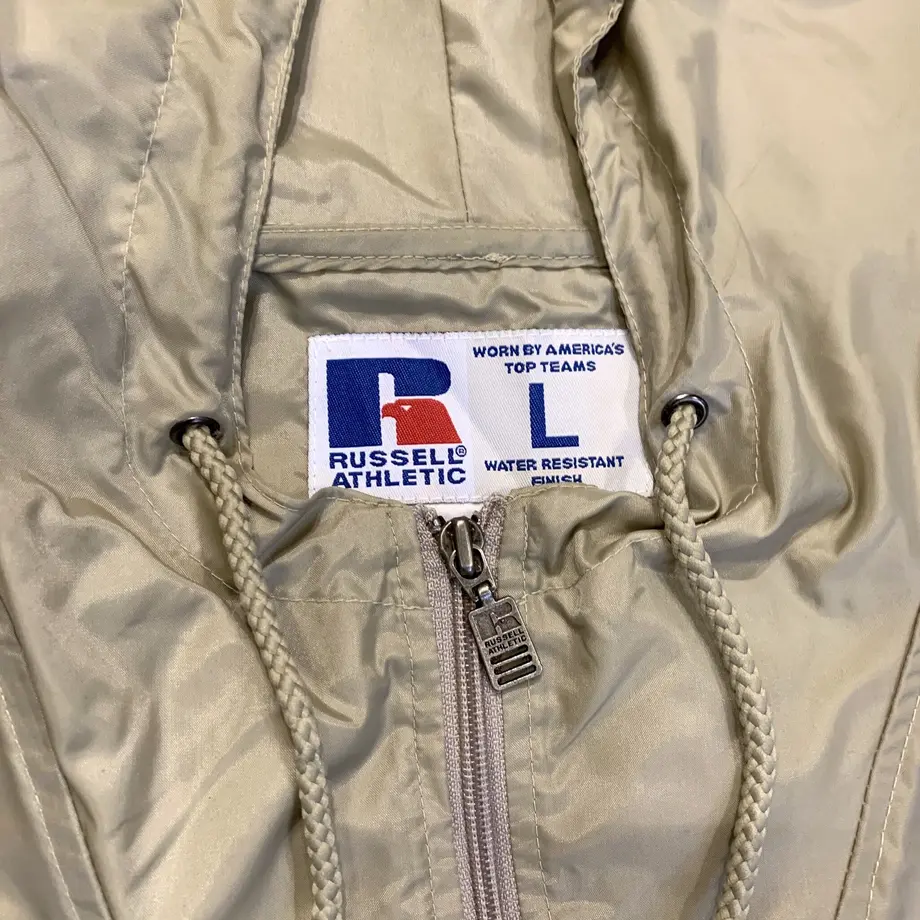 RUSSELL®
ATHLETIC
WORN BY AMERICA'S
TOP TEAMS
L
WATER RESISTANT
FINISH
R
RUSSELL
ATHLETIC